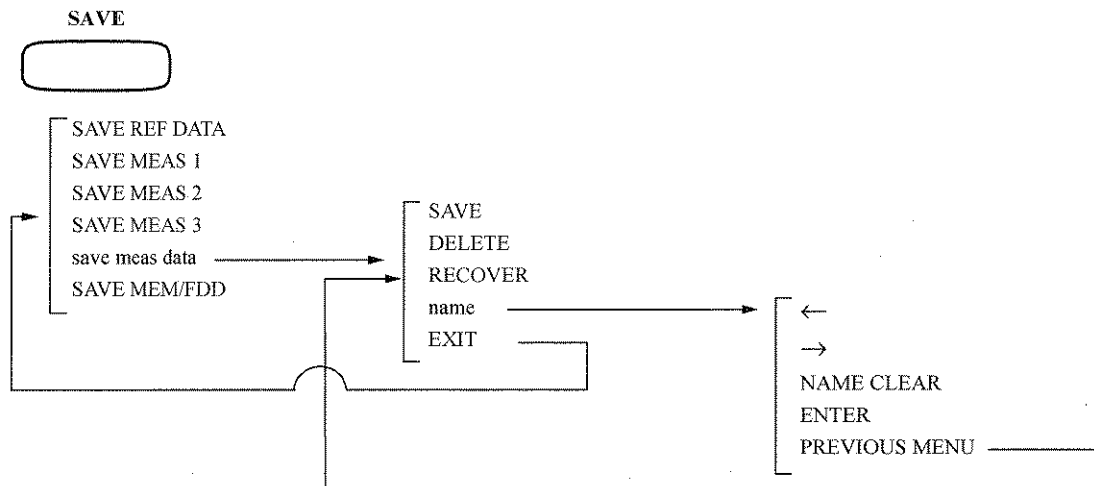 SAVE
SAVE REF DATA
SAVE MEAS 1
SAVE MEAS 2
SAVE MEAS 3
save meas data
SAVE MEM/FDD
SAVE
DELETE
RECOVER
name
EXIT
←
→
NAME CLEAR
ENTER
PREVIOUS MENU